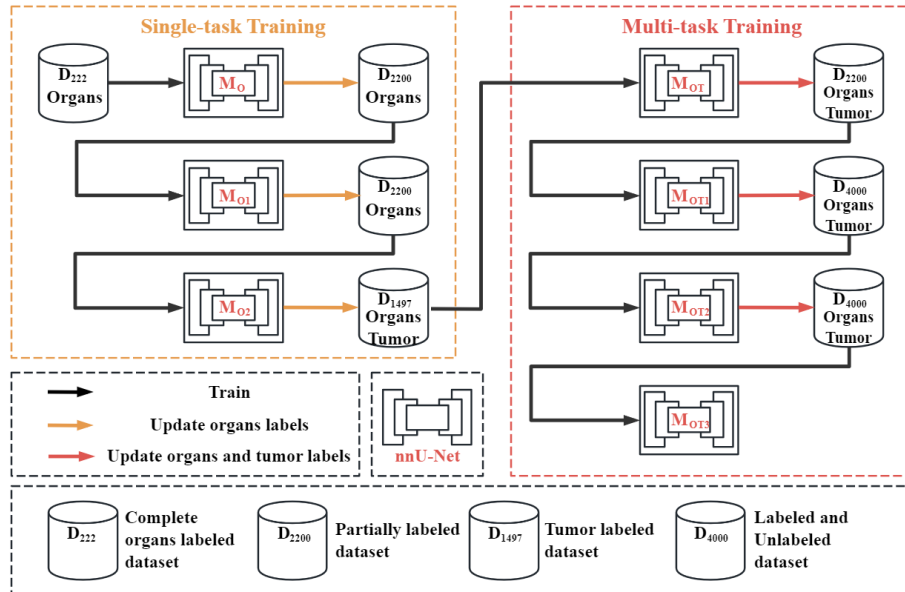 Single-task Training
D222
Organs
MO
D2200
Organs
MO1
D2200
Organs
MO2
D1497
Organs
Tumor
Multi-task Training
MOT
D2200
Organs
Tumor
MOT1
D4000
Organs
Tumor
MOT2
D4000
Organs
Tumor
MOT3
Train
Update organs labels
Update organs and tumor labels
nnU-Net
D222
Complete
organs labeled
dataset
D2200
Partially labeled
dataset
D1497
Tumor labeled
dataset
D4000
Labeled and
Unlabeled dataset